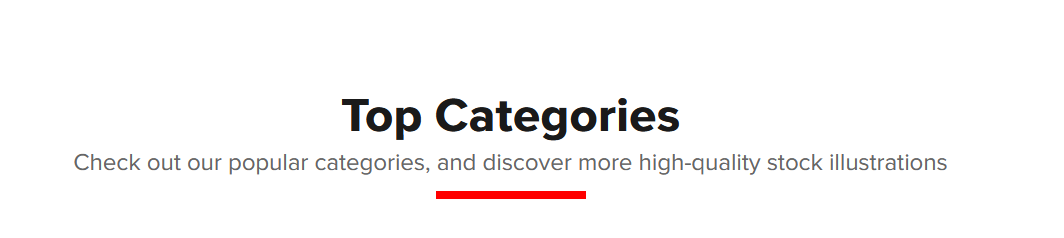 Top Categories
Check out our popular categories, and discover more high-quality stock illustrations